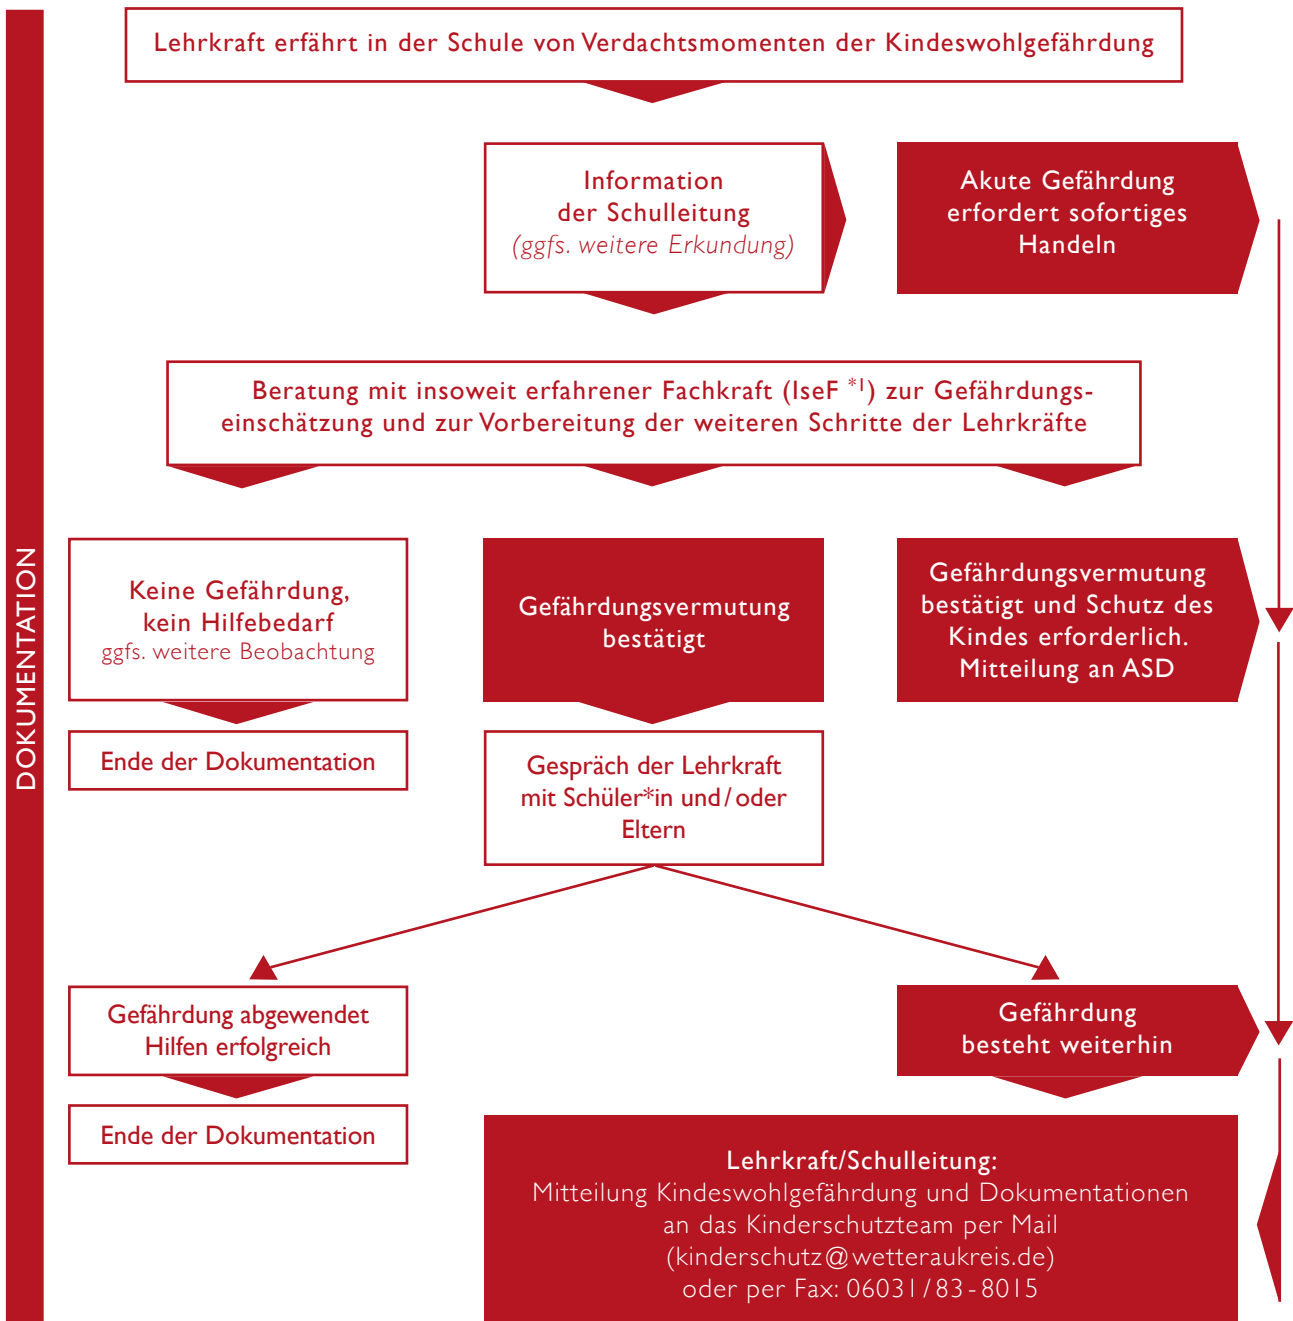 DOKUMENTATION
Lehrkraft erfährt in der Schule von Verdachtsmomenten der Kindeswohlgefährdung
Information
der Schulleitung
(ggfs. weitere Erkundung)
Akute Gefährdung
erfordert sofortiges
Handeln
Beratung mit insoweit erfahrener Fachkraft (IseF *1) zur Gefährdungs-
einschätzung und zur Vorbereitung der weiteren Schritte der Lehrkräfte
Keine Gefährdung,
kein Hilfebedarf
ggfs. weitere Beobachtung
Ende der Dokumentation
Gefährdungsvermutung
bestätigt
Gespräch der Lehrkraft
mit Schüler*in und/oder
Eltern
Gefährdungsvermutung
bestätigt und Schutz des
Kindes erforderlich.
Mitteilung an ASD
Gefährdung abgewendet
Hilfen erfolgreich
Ende der Dokumentation
Gefährdung
besteht weiterhin
Lehrkraft/Schulleitung:
Mitteilung Kindeswohlgefährdung und Dokumentationen
an das Kinderschutzteam per Mail
(kinderschutz@wetteraukreis.de)
oder per Fax: 06031/83-8015